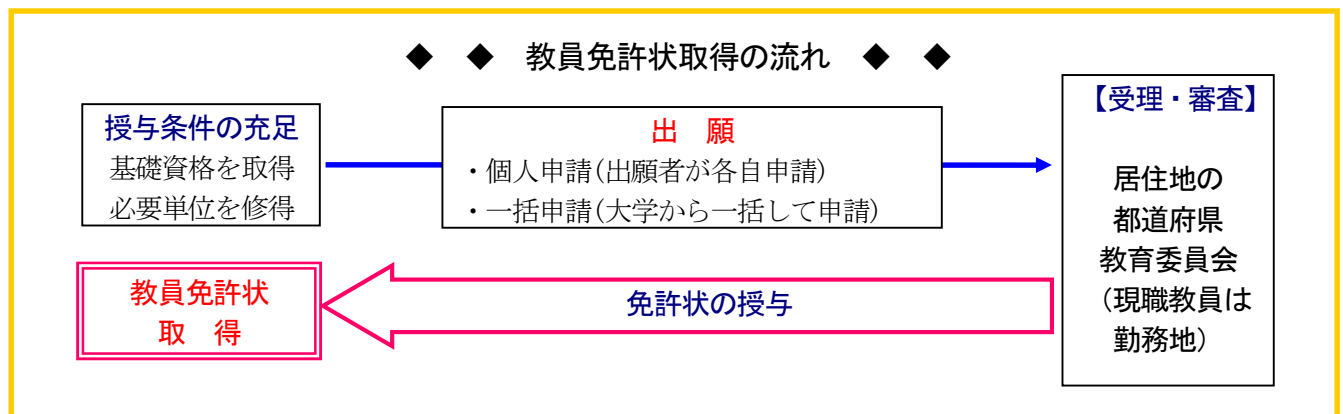 ◆ ◆ 教員免許状取得の流れ ◆ ◆
授与条件の充足
基礎資格を取得
必要単位を修得
出 願
・個人申請(出願者が各自申請)
・一括申請(大学から一括して申請)
【受理・審査】
居住地の
都道府県
教育委員会
（現職教員は
勤務地）
免許状の授与
教員免許状
取 得